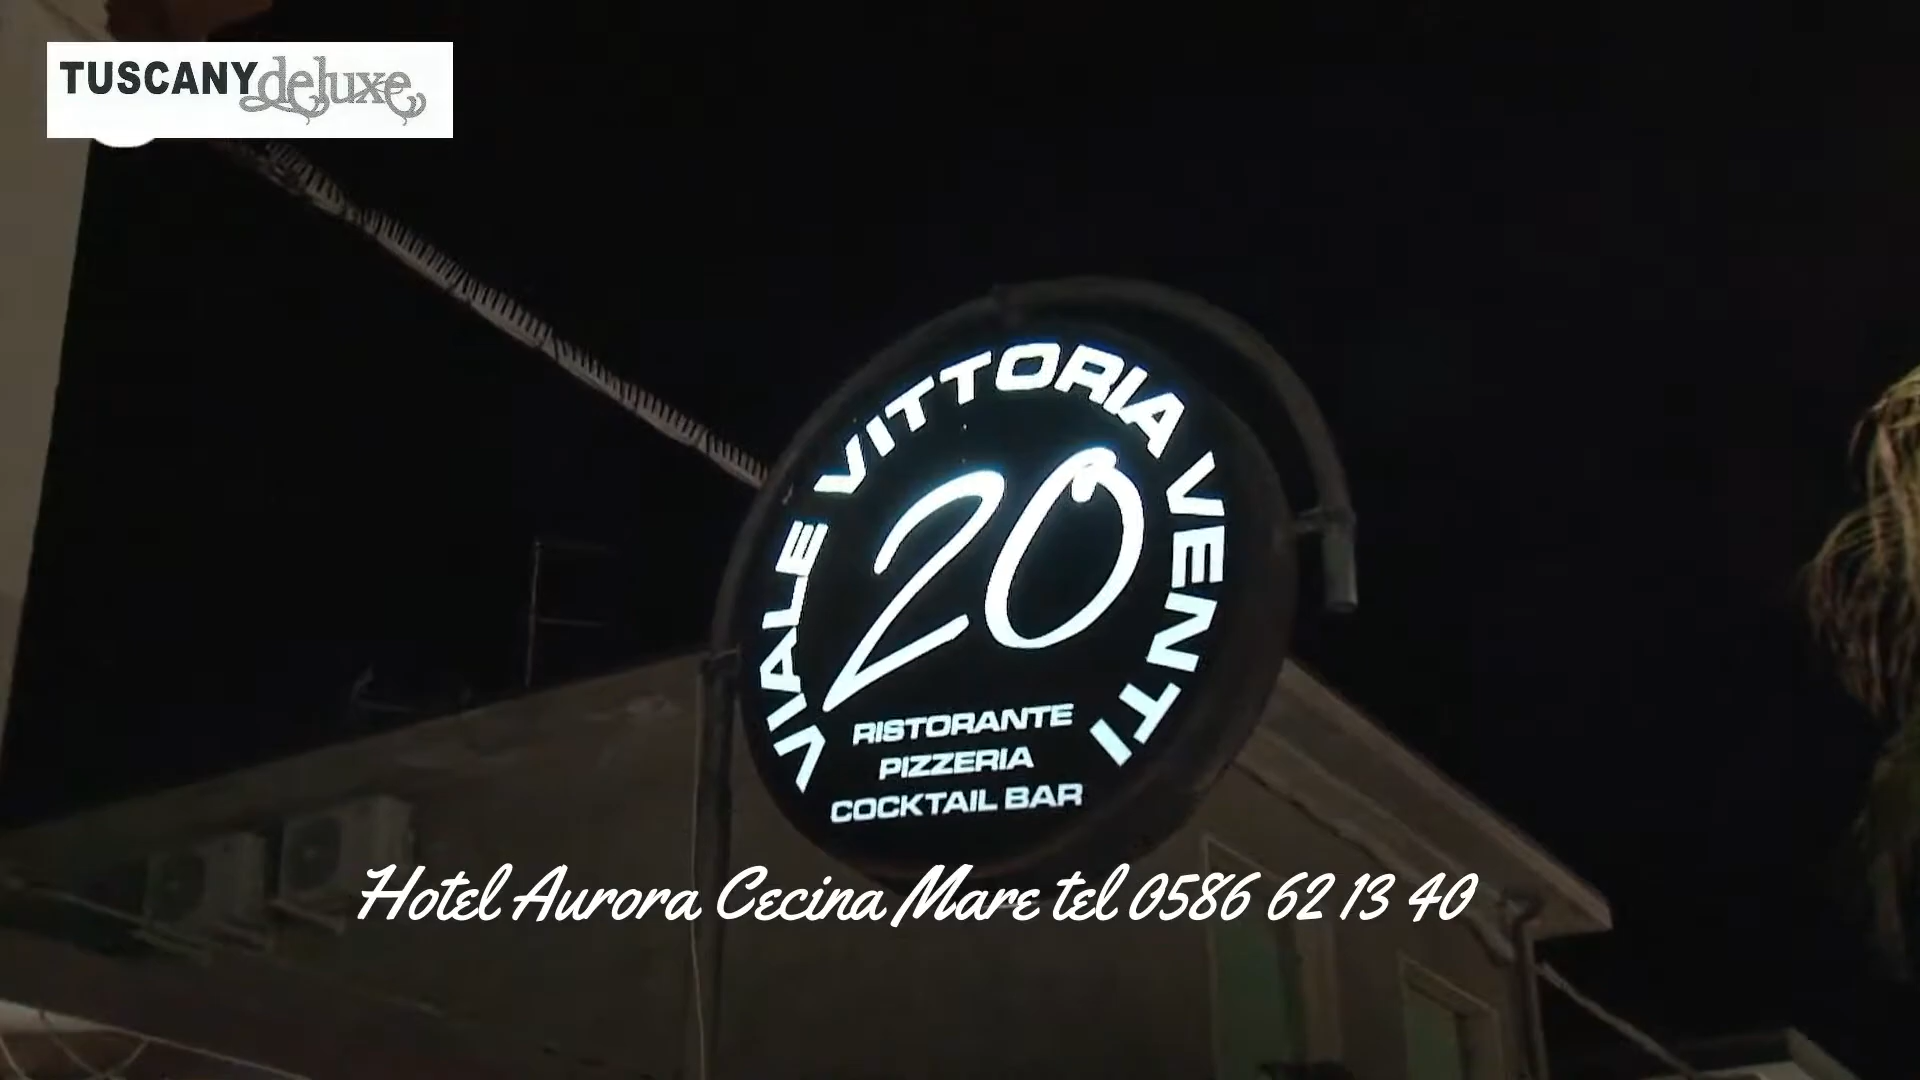 TUSCANY deluxe
VIALE VITTORIA VENTI
20
RISTORANTE
PIZZERIA
COCKTAIL BAR
Hotel Aurora Cecina Mare tel 0586 62 13 40